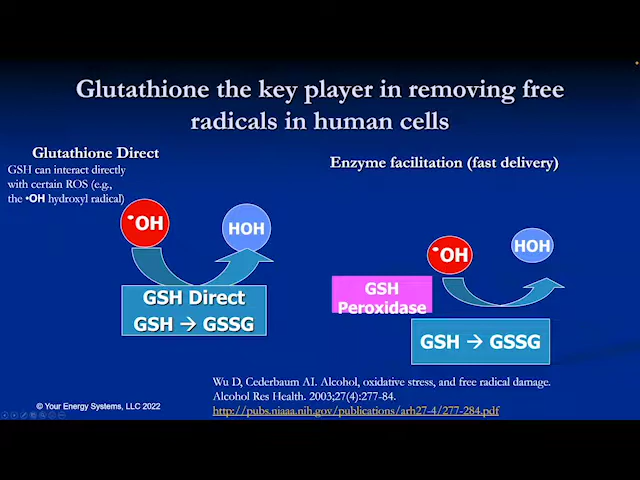 Glutathione the key player in removing free
radicals in human cells
Glutathione Direct
GSH can interact directly
with certain ROS (e.g.,
the •OH hydroxyl radical)
•OH
HOH
GSH Direct
GSH → GSSG
Enzyme facilitation (fast delivery)
•OH
HOH
GSH
Peroxidase
GSH → GSSG
Wu D, Cederbaum AI. Alcohol, oxidative stress, and free radical damage.
Alcohol Res Health. 2003;27(4):277-84.
http://pubs.niaaa.nih.gov/publications/arh27-4/277-284.pdf
© Your Energy Systems, LLC 2022